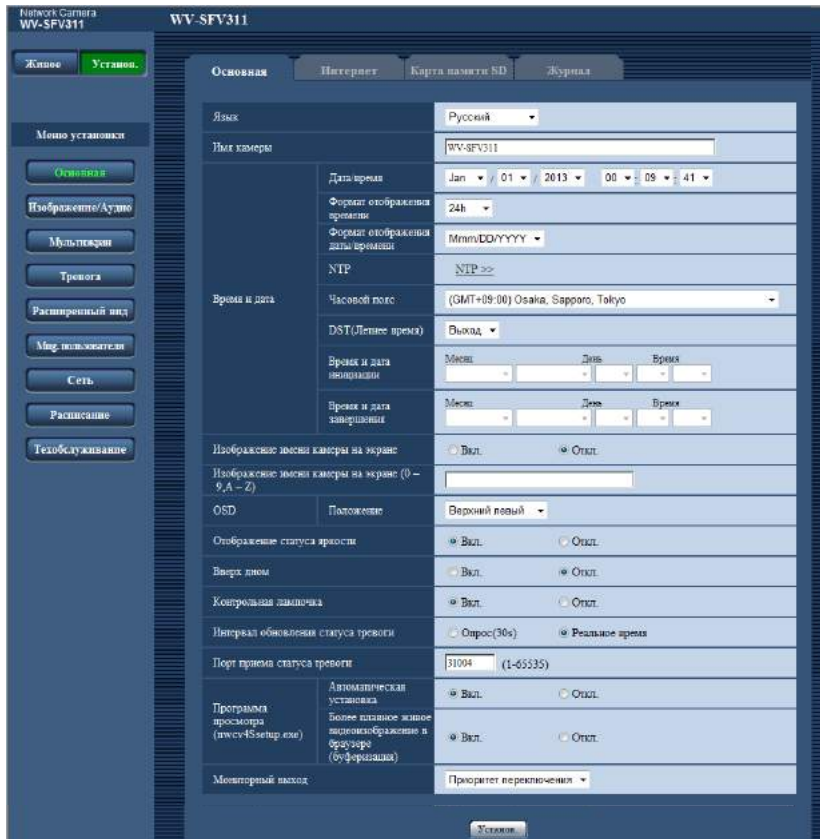 Network Camera
WV-SFV311
WV-SFV311
Живое
Установ.
Основная
Интернет
Карта памяти SD
Журнал
Меню установки
Основная
Изображение/Аудио
Мультиэкран
Тревога
Расширенный вид
Мng. пользователя
Сеть
Расписание
Техобслуживание
Язык
Русский
Имя камеры
WV-SFV311
Время и дата
Дата/время
Jan / 01 / 2013 00 : 09 : 41
Формат отображения
времени
24h
Формат отображения
даты/времени
Mmm/DD/YYYY
NTP
NTP >>
Часовой пояс
(GMT+09:00) Osaka, Sapporo, Tokyo
DST(Летнее время)
Выход
Время и дата
инициации
Месяц День Время
Время и дата
завершения
Месяц День Время
Изображение имени камеры на экране
Вкл. Откл.
Изображение имени камеры на экране (0 –
9,A – Z)
OSD
Положение
Верхний левый
Отображение статуса яркости
Вкл. Откл.
Вверх дном
Вкл. Откл.
Контрольная лампочка
Вкл. Откл.
Интервал обновления статуса тревоги
Опрос(30s) Реальное время
Порт приема статуса тревоги
31004 (1-65535)
Программа
просмотра
(nwcv4Ssetup.exe)
Автоматическая
установка
Вкл. Откл.
Более плавное живое
видеоизображение в
браузере
(буферизация)
Вкл. Откл.
Мониторный выход
Приоритет переключения
Установ.